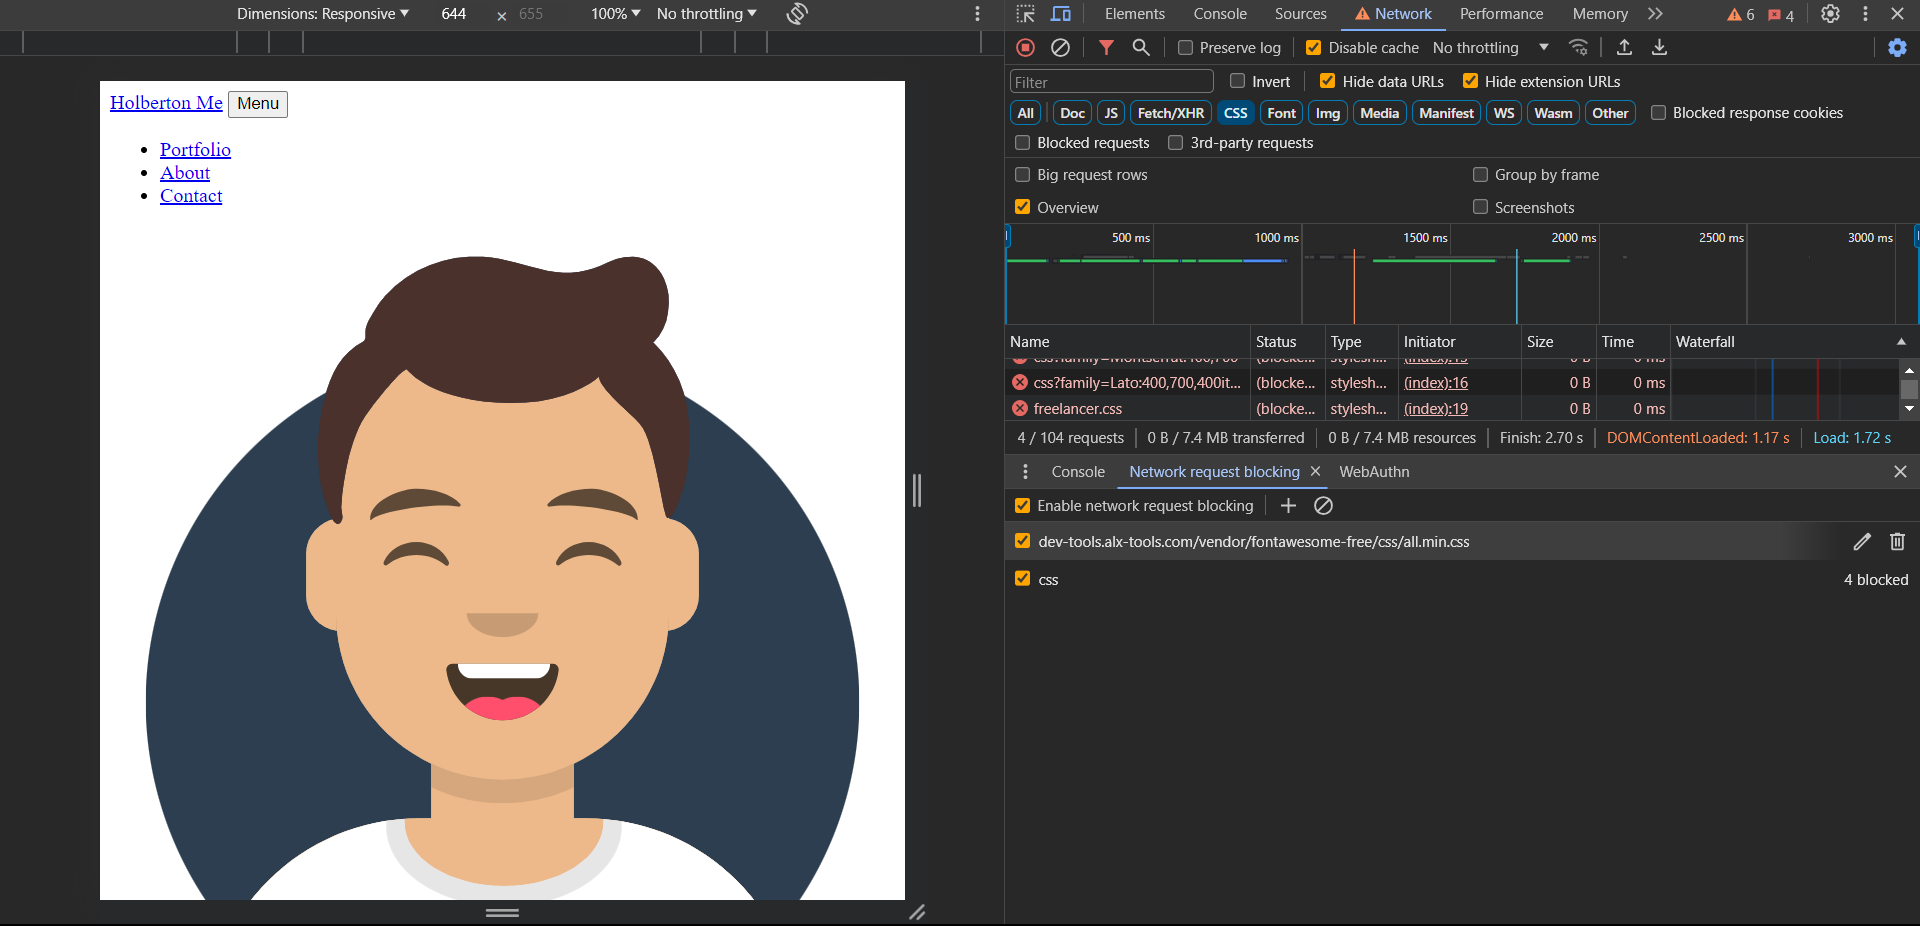 Dimensions: Responsive ▼ 644 × 655 100% ▼ No throttling ▼
Elements Console Sources Network Performance Memory 6 4
Preserve log Disable cache No throttling
Filter Invert Hide data URLs Hide extension URLs
All Doc JS Fetch/XHR CSS Font Img Media Manifest WS Wasm Other Blocked response cookies
Blocked requests 3rd-party requests
Big request rows Group by frame
Overview Screenshots
500 ms 1000 ms 1500 ms 2000 ms 2500 ms 3000 ms
Name Status Type Initiator Size Time Waterfall
css?family=Montserrat:400,700 (blocke... stylesh... (index):15 0 B 0 ms
css?family=Lato:400,700,400it... (blocke... stylesh... (index):16 0 B 0 ms
freelancer.css (blocke... stylesh... (index):19 0 B 0 ms
4 / 104 requests 0 B / 7.4 MB transferred 0 B / 7.4 MB resources Finish: 2.70 s DOMContentLoaded: 1.17 s Load: 1.72 s
Console Network request blocking WebAuthn
Enable network request blocking
dev-tools.alx-tools.com/vendor/fontawesome-free/css/all.min.css
css 4 blocked
Holberton Me Menu
Portfolio
About
Contact